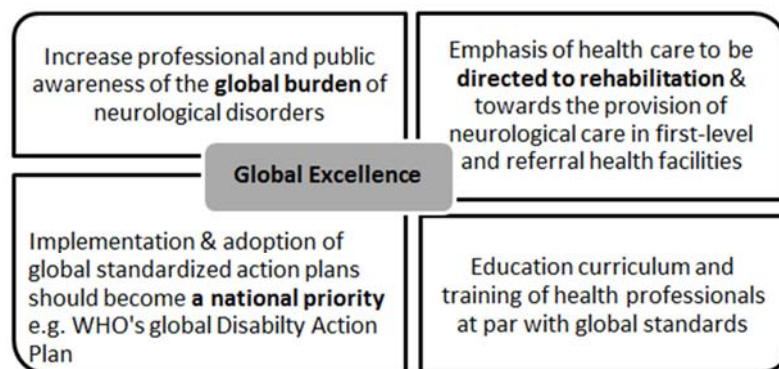 Increase professional and public
awareness of the global burden of
neurological disorders
Emphasis of health care to be
directed to rehabilitation &
towards the provision of
neurological care in first-level
and referral health facilities
Global Excellence
Implementation & adoption of
global standardized action plans
should become a national priority
e.g. WHO's global Disabilty Action
Plan
Education curriculum and
training of health professionals
at par with global standards